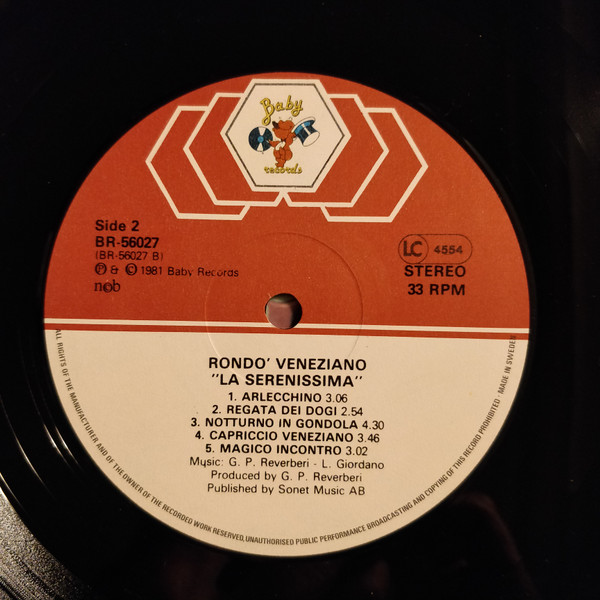 Baby
records
Side 2
BR-56027
(BR-56027 B)
℗ & © 1981 Baby Records
n©b
LC 4554
STEREO
33 RPM
RONDO' VENEZIANO
"LA SERENISSIMA"
1. ARLECCHINO 3.06
2. REGATA DEI DOGI 2.54
3. NOTTURNO IN GONDOLA 4.30
4. CAPRICCIO VENEZIANO 3.46
5. MAGICO INCONTRO 3.02
Music: G. P. Reverberi - L. Giordano
Produced by G. P. Reverberi
Published by Sonet Music AB
ALL RIGHTS OF THE MANUFACTURER AND OF THE OWNER OF THE RECORDED WORK RESERVED, UNAUTHORISED PUBLIC PERFORMANCE BROADCASTING AND COPYING OF THIS RECORD PROHIBITED · MADE IN SWEDEN